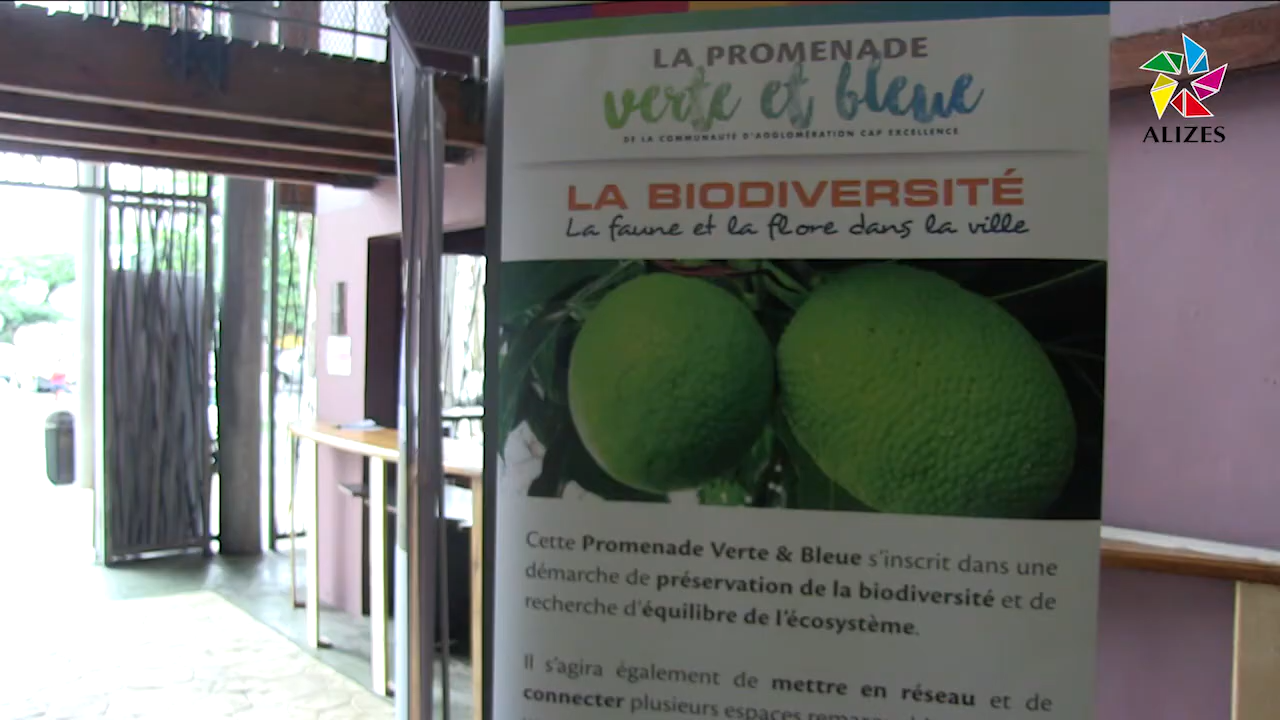 LA PROMENADE
verte et bleue
DE LA COMMUNAUTÉ D'AGGLOMÉRATION CAP EXCELLENCE
ALIZES
LA BIODIVERSITÉ
La faune et la flore dans la ville
Cette Promenade Verte & Bleue s'inscrit dans une
démarche de préservation de la biodiversité et de
recherche d'équilibre de l'écosystème.
Il s'agira également de mettre en réseau et de
connecter plusieurs espaces